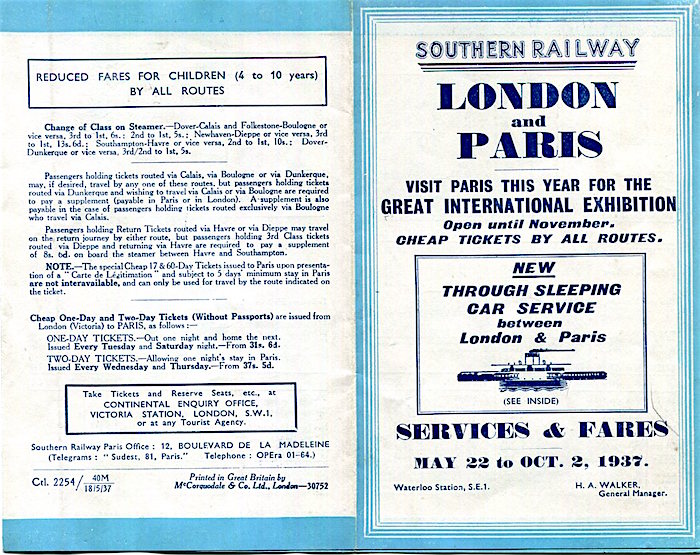 REDUCED FARES FOR CHILDREN (4 to 10 years)
BY ALL ROUTES
Change of Class on Steamer.—Dover-Calais and Folkestone-Boulogne or
vice versa, 3rd to 1st, 6s.; 2nd to 1st, 5s.; Newhaven-Dieppe or vice versa, 3rd
to 1st, 13s. 6d.; Southampton-Havre or vice versa, 2nd to 1st, 10s.; Dover-
Dunkerque or vice versa, 3rd/2nd to 1st, 5s.
Passengers holding tickets routed via Calais, via Boulogne or via Dunkerque,
may, if desired, travel by any one of these routes, but passengers holding tickets
routed via Dunkerque and wishing to travel via Calais or via Boulogne are required
to pay a supplement (payable in Paris or in London). A supplement is also
payable in the case of passengers holding tickets routed exclusively via Boulogne
who travel via Calais.
Passengers holding Return Tickets routed via Havre or via Dieppe may travel
on the return journey by either route, but passengers holding 3rd Class tickets
routed via Dieppe and returning via Havre are required to pay a supplement
of 8s. 6d. on board the steamer between Havre and Southampton.
NOTE.—The special Cheap 17 & 60-Day Tickets issued to Paris upon presenta-
tion of a "Carte de Légitimation" and subject to 5 days minimum stay in Paris
are not interavailable, and can only be used for travel by the route indicated on
the ticket.
Cheap One-Day and Two-Day Tickets (Without Passports) are issued from
London (Victoria) to PARIS, as follows:—
ONE-DAY TICKETS.—Out one night and home the next.
Issued Every Tuesday and Saturday night.—From 31s. 6d.
TWO-DAY TICKETS.—Allowing one night's stay in Paris.
Issued Every Wednesday and Thursday.—From 37s. 5d.
Take Tickets and Reserve Seats, etc., at
CONTINENTAL ENQUIRY OFFICE,
VICTORIA STATION, LONDON, S.W.1,
or at any Tourist Agency.
Southern Railway Paris Office: 12, BOULEVARD DE LA MADELEINE
(Telegrams: "Sudest, 81, Paris." Telephone: OPEra 01-64.)
Ctl. 2254/ 40M
18/5/37
Printed in Great Britain by
McCorquodale & Co. Ltd., London—30752
SOUTHERN RAILWAY
LONDON
and
PARIS
VISIT PARIS THIS YEAR FOR THE
GREAT INTERNATIONAL EXHIBITION
Open until November.
CHEAP TICKETS BY ALL ROUTES.
NEW
THROUGH SLEEPING
CAR SERVICE
between
London & Paris
(SEE INSIDE)
SERVICES & FARES
MAY 22 to OCT. 2, 1937.
Waterloo Station, S.E.1.
H. A. WALKER,
General Manager.